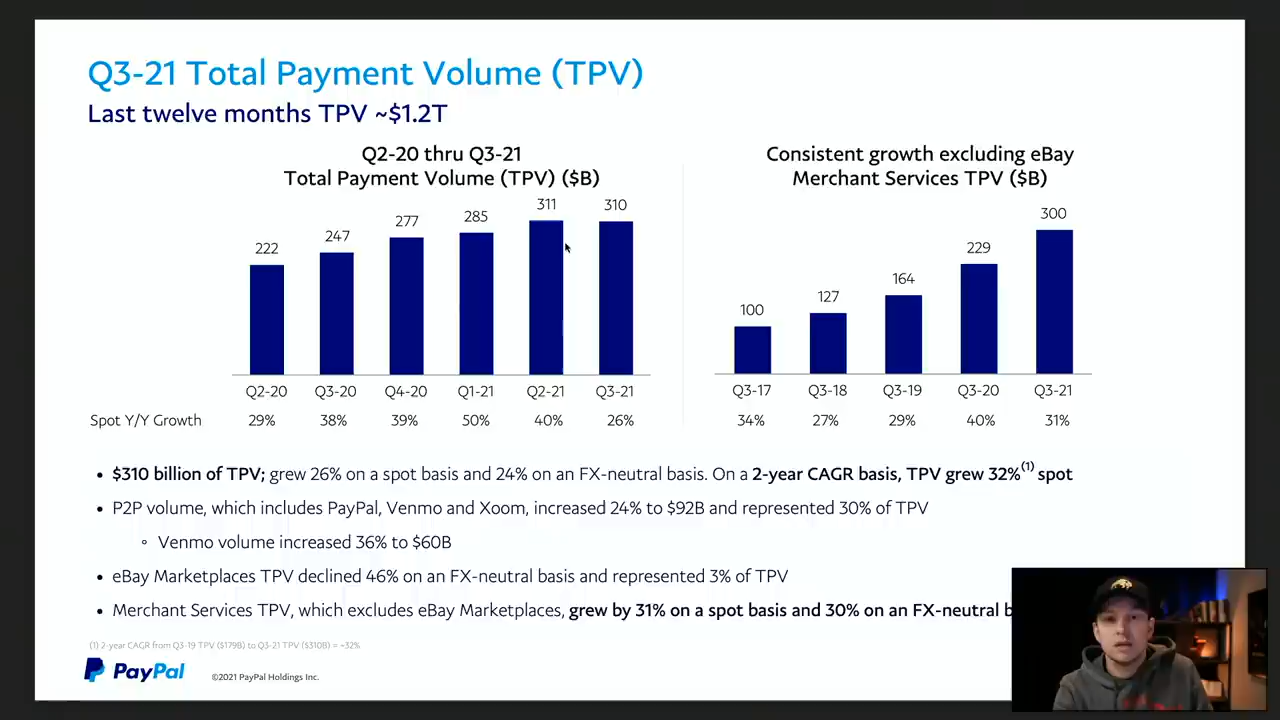 Q3-21 Total Payment Volume (TPV)
Last twelve months TPV ~$1.2T
Q2-20 thru Q3-21
Total Payment Volume (TPV) ($B)
222 247 277 285 311 310
Q2-20 Q3-20 Q4-20 Q1-21 Q2-21 Q3-21
Spot Y/Y Growth 29% 38% 39% 50% 40% 26%
Consistent growth excluding eBay
Merchant Services TPV ($B)
100 127 164 229 300
Q3-17 Q3-18 Q3-19 Q3-20 Q3-21
34% 27% 29% 40% 31%
• $310 billion of TPV; grew 26% on a spot basis and 24% on an FX-neutral basis. On a 2-year CAGR basis, TPV grew 32%(1) spot
• P2P volume, which includes PayPal, Venmo and Xoom, increased 24% to $92B and represented 30% of TPV
◦ Venmo volume increased 36% to $60B
• eBay Marketplaces TPV declined 46% on an FX-neutral basis and represented 3% of TPV
• Merchant Services TPV, which excludes eBay Marketplaces, grew by 31% on a spot basis and 30% on an FX-neutral
(1) 2-year CAGR from Q3-19 TPV ($179B) to Q3-21 TPV ($310B) = ~32%
PayPal ©2021 PayPal Holdings Inc.